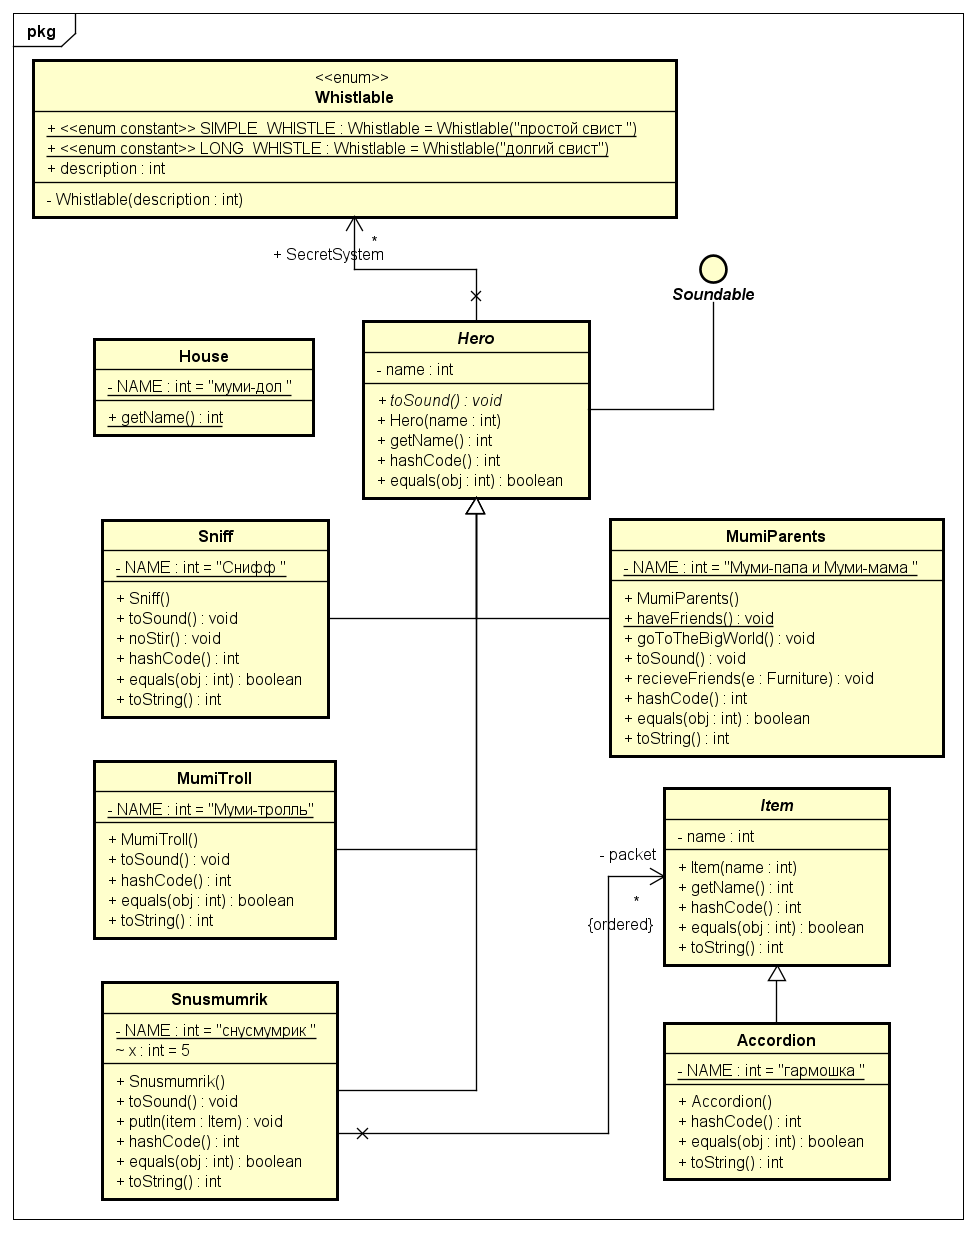 pkg
<<enum>>
Whistlable
+ <<enum constant>> SIMPLE_WHISTLE : Whistlable = Whistlable("простой свист ")
+ <<enum constant>> LONG_WHISTLE : Whistlable = Whistlable("долгий свист")
+ description : int
- Whistlable(description : int)
*
+ SecretSystem
Soundable
Hero
- name : int
+ toSound() : void
+ Hero(name : int)
+ getName() : int
+ hashCode() : int
+ equals(obj : int) : boolean
House
- NAME : int = "муми-дол "
+ getName() : int
Sniff
- NAME : int = "Снифф "
+ Sniff()
+ toSound() : void
+ noStir() : void
+ hashCode() : int
+ equals(obj : int) : boolean
+ toString() : int
MumiParents
- NAME : int = "Муми-папа и Муми-мама "
+ MumiParents()
+ haveFriends() : void
+ goToTheBigWorld() : void
+ toSound() : void
+ recieveFriends(e : Furniture) : void
+ hashCode() : int
+ equals(obj : int) : boolean
+ toString() : int
MumiTroll
- NAME : int = "Муми-тролль"
+ MumiTroll()
+ toSound() : void
+ hashCode() : int
+ equals(obj : int) : boolean
+ toString() : int
Item
- name : int
+ Item(name : int)
+ getName() : int
+ hashCode() : int
+ equals(obj : int) : boolean
+ toString() : int
- packet
*
{ordered}
Snusmumrik
- NAME : int = "снусмумрик "
~ x : int = 5
+ Snusmumrik()
+ toSound() : void
+ putIn(item : Item) : void
+ hashCode() : int
+ equals(obj : int) : boolean
+ toString() : int
Accordion
- NAME : int = "гармошка "
+ Accordion()
+ hashCode() : int
+ equals(obj : int) : boolean
+ toString() : int